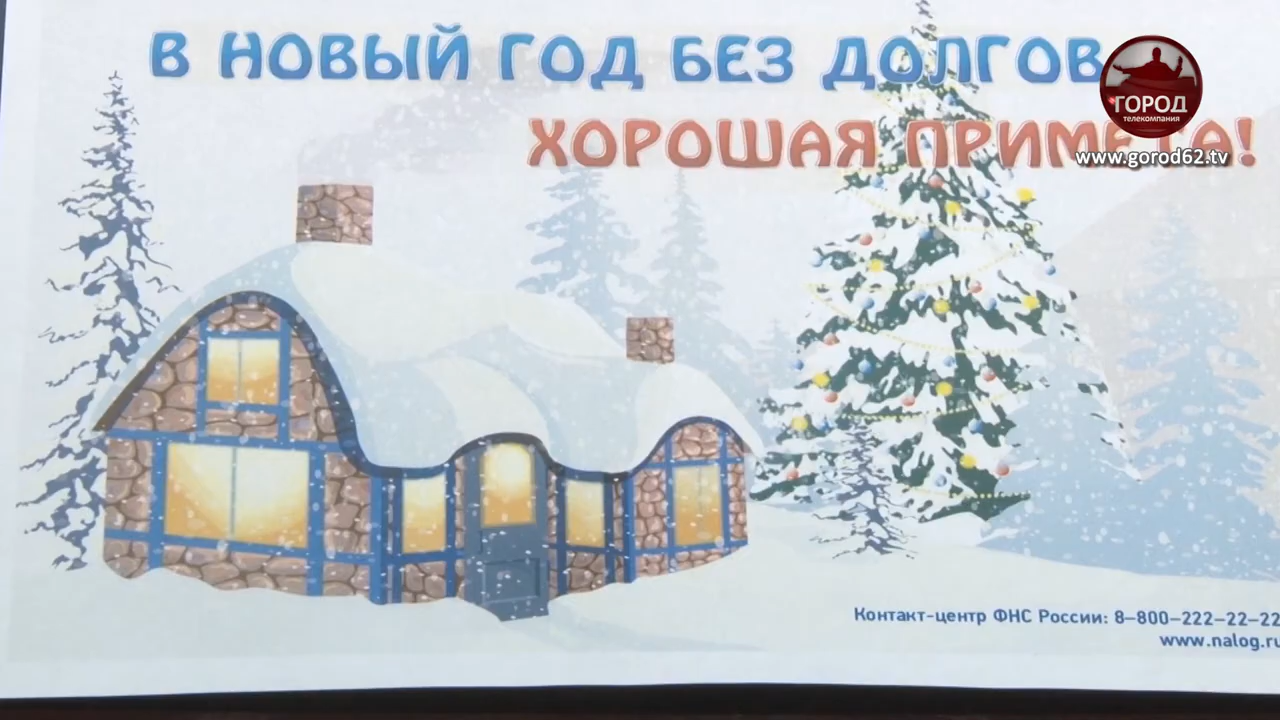 В НОВЫЙ ГОД БЕЗ ДОЛГОВ
ГОРОД
телекомпания
ХОРОШАЯ ПРИМЕТА!
www.gorod62.tv
Контакт-центр ФНС России: 8-800-222-22-22
www.nalog.ru